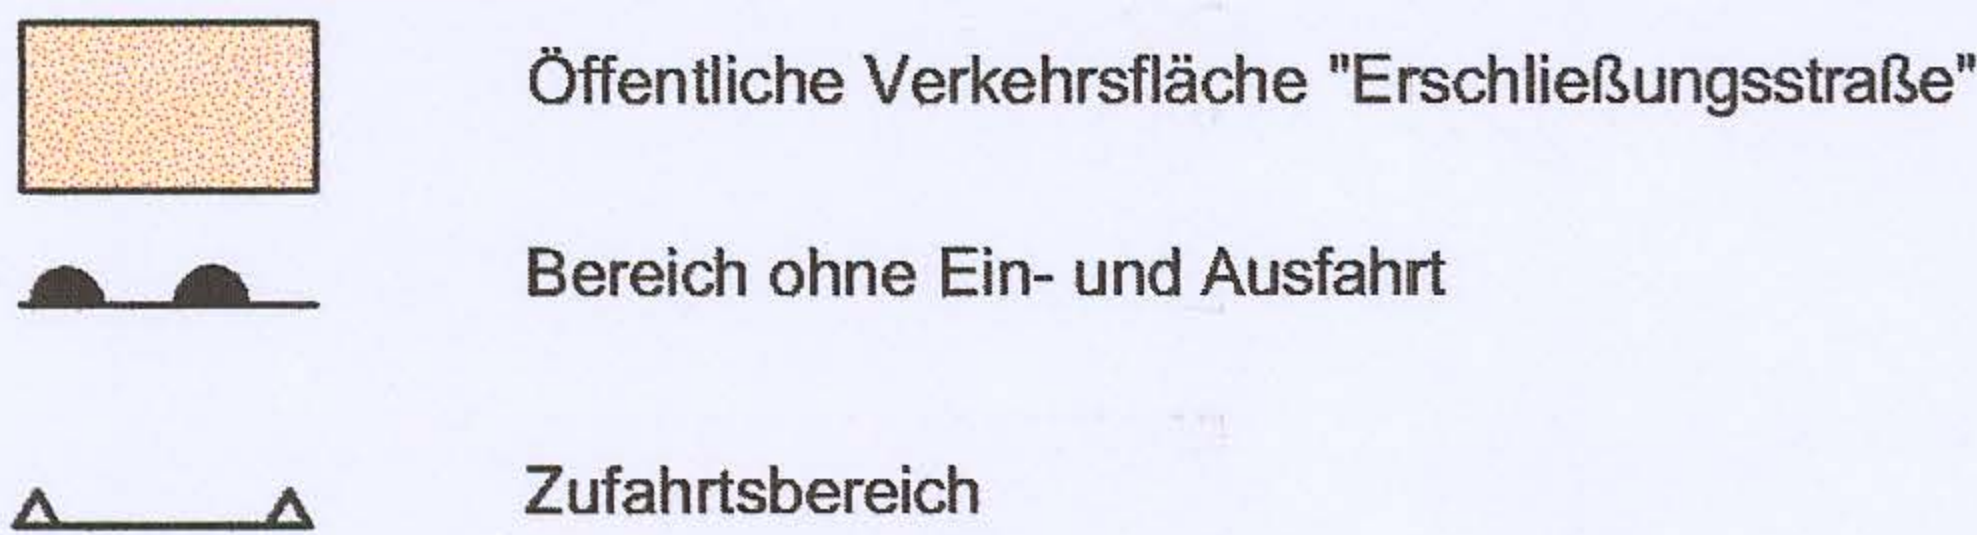 Öffentliche Verkehrsfläche "Erschließungsstraße"
Bereich ohne Ein- und Ausfahrt
Zufahrtsbereich